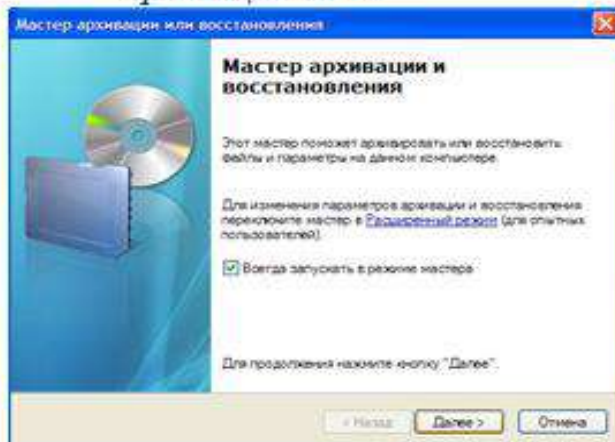 Мастер архивации или восстановления
Мастер архивации и
восстановления
Этот мастер поможет архивировать или восстановить
файлы и параметры на данном компьютере.
Для изменения параметров архивации и восстановления
переключите мастер в Расширенный режим (для опытных
пользователей).
Всегда запускать в режиме мастера
Для продолжения нажмите кнопку "Далее".
< Назад Далее > Отмена